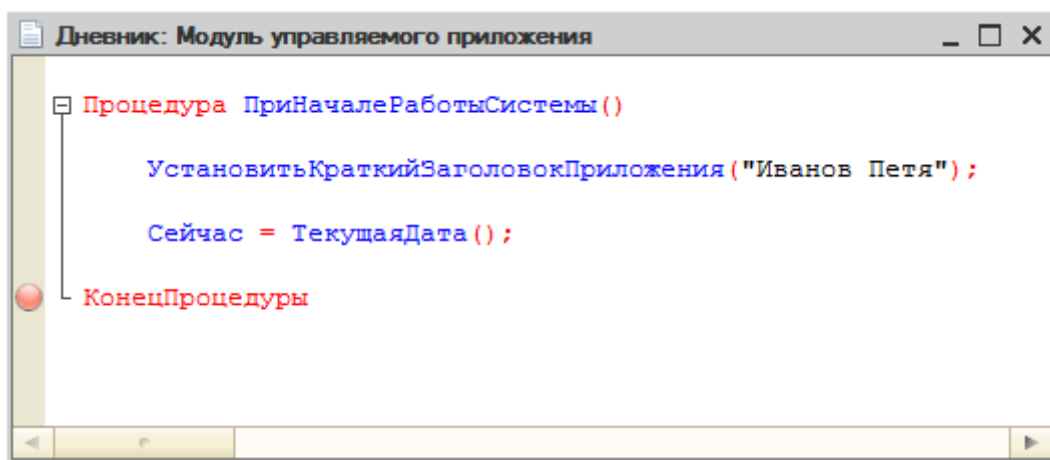 Дневник: Модуль управляемого приложения
Процедура ПриНачалеРаботыСистемы()
УстановитьКраткийЗаголовокПриложения("Иванов Петя");
Сейчас = ТекущаяДата();
КонецПроцедуры